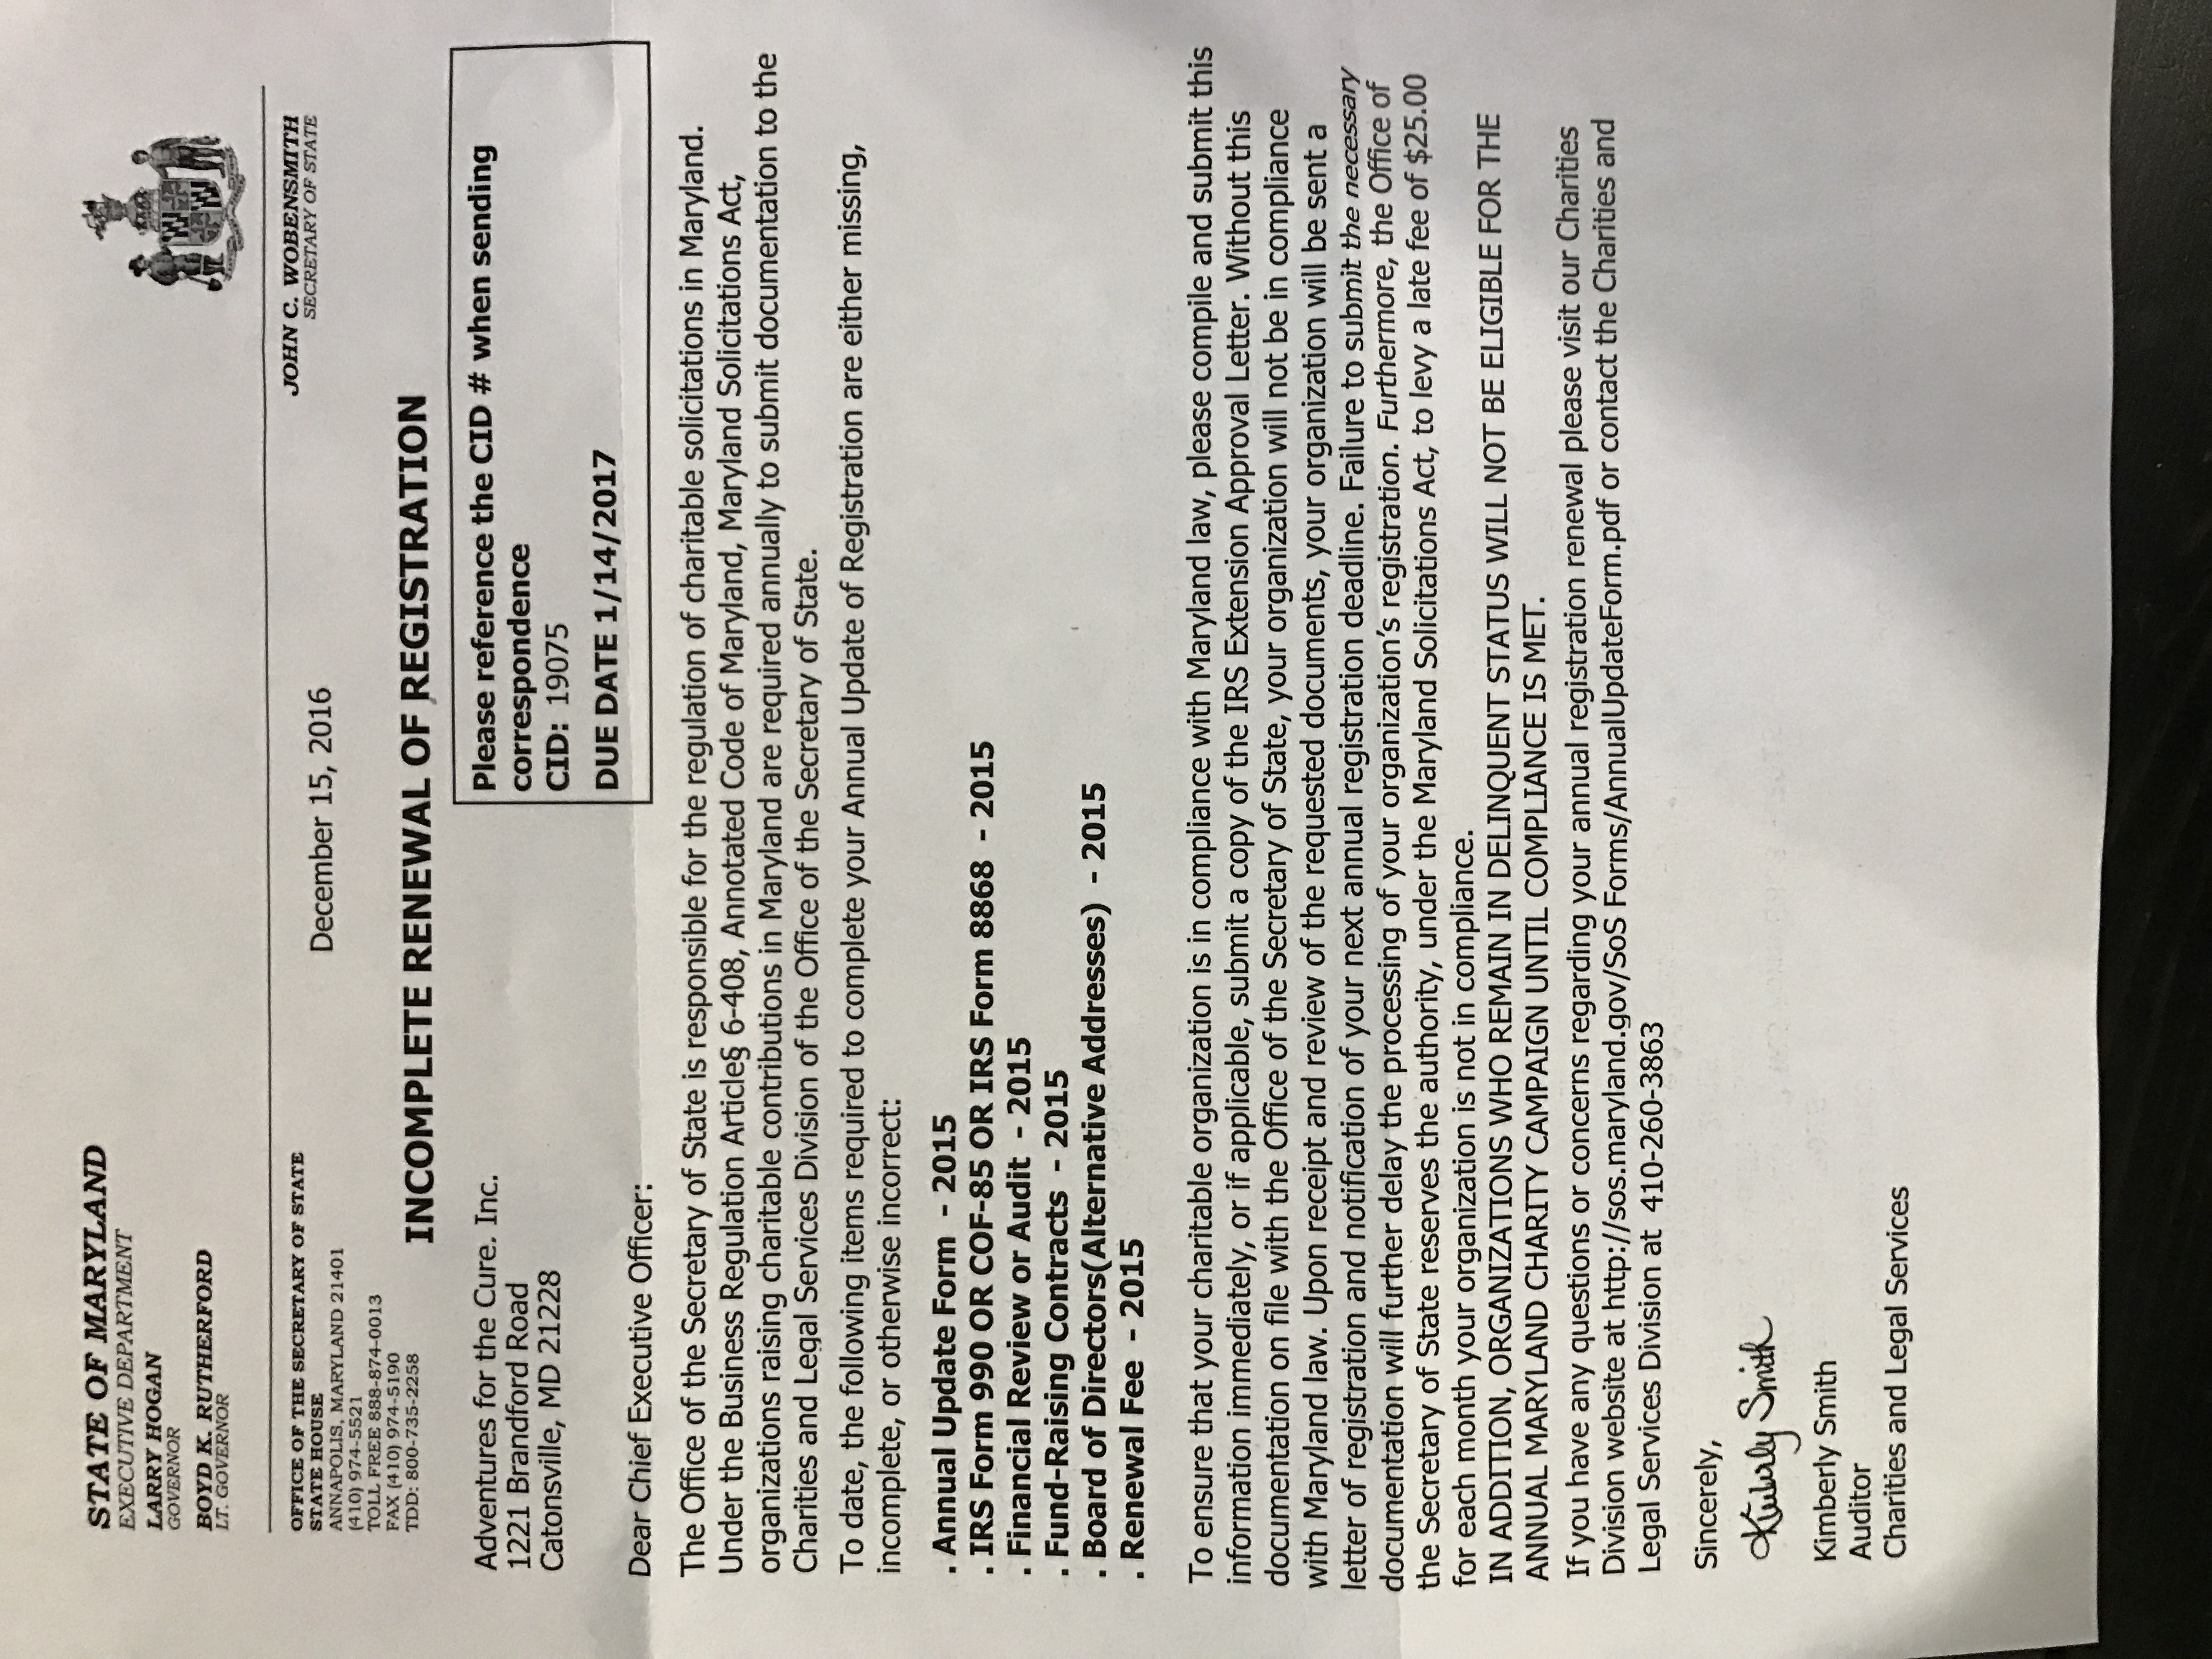 STATE OF MARYLAND
EXECUTIVE DEPARTMENT
LARRY HOGAN
GOVERNOR
BOYD K. RUTHERFORD
LT. GOVERNOR
OFFICE OF THE SECRETARY OF STATE
STATE HOUSE
ANNAPOLIS, MARYLAND 21401
(410) 974-5521
TOLL FREE 888-874-0013
FAX (410) 974-5190
TDD: 800-735-2258
December 15, 2016
JOHN C. WOBENSMITH
SECRETARY OF STATE
INCOMPLETE RENEWAL OF REGISTRATION
Adventures for the Cure. Inc.
1221 Brandford Road
Catonsville, MD 21228
Please reference the CID # when sending
correspondence
CID: 19075
DUE DATE 1/14/2017
Dear Chief Executive Officer:
The Office of the Secretary of State is responsible for the regulation of charitable solicitations in Maryland.
Under the Business Regulation Article§ 6-408, Annotated Code of Maryland, Maryland Solicitations Act,
organizations raising charitable contributions in Maryland are required annually to submit documentation to the
Charities and Legal Services Division of the Office of the Secretary of State.
To date, the following items required to complete your Annual Update of Registration are either missing,
incomplete, or otherwise incorrect:
. Annual Update Form - 2015
. IRS Form 990 OR COF-85 OR IRS Form 8868 - 2015
. Financial Review or Audit - 2015
. Fund-Raising Contracts - 2015
. Board of Directors(Alternative Addresses) - 2015
. Renewal Fee - 2015
To ensure that your charitable organization is in compliance with Maryland law, please compile and submit this
information immediately, or if applicable, submit a copy of the IRS Extension Approval Letter. Without this
documentation on file with the Office of the Secretary of State, your organization will not be in compliance
with Maryland law. Upon receipt and review of the requested documents, your organization will be sent a
letter of registration and notification of your next annual registration deadline. Failure to submit the necessary
documentation will further delay the processing of your organization's registration. Furthermore, the Office of
the Secretary of State reserves the authority, under the Maryland Solicitations Act, to levy a late fee of $25.00
for each month your organization is not in compliance.
IN ADDITION, ORGANIZATIONS WHO REMAIN IN DELINQUENT STATUS WILL NOT BE ELIGIBLE FOR THE
ANNUAL MARYLAND CHARITY CAMPAIGN UNTIL COMPLIANCE IS MET.
If you have any questions or concerns regarding your annual registration renewal please visit our Charities
Division website at http://sos.maryland.gov/SoS Forms/AnnualUpdateForm.pdf or contact the Charities and
Legal Services Division at 410-260-3863
Sincerely,
Kimberly Smith
Kimberly Smith
Auditor
Charities and Legal Services